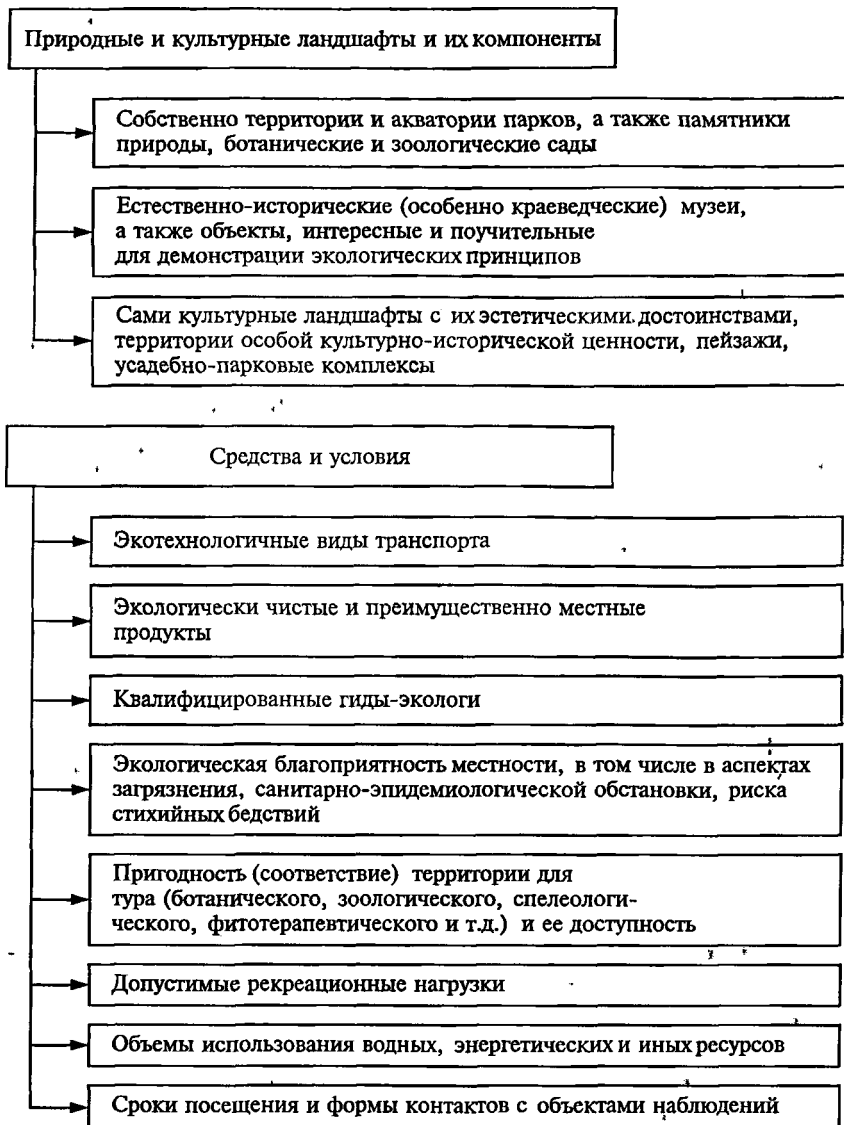 Природные и культурные ландшафты и их компоненты
Собственно территории и акватории парков, а также памятники
природы, ботанические и зоологические сады
Естественно-исторические (особенно краеведческие) музеи,
а также объекты, интересные и поучительные
для демонстрации экологических принципов
Сами культурные ландшафты с их эстетическими достоинствами,
территории особой культурно-исторической ценности, пейзажи,
усадебно-парковые комплексы
Средства и условия
Экотехнологичные виды транспорта
Экологически чистые и преимущественно местные
продукты
Квалифицированные гиды-экологи
Экологическая благоприятность местности, в том числе в аспектах
загрязнения, санитарно-эпидемиологической обстановки, риска
стихийных бедствий
Пригодность (соответствие) территории для
тура (ботанического, зоологического, спелеологи-
ческого, фитотерапевтического и т.д.) и ее доступность
Допустимые рекреационные нагрузки
Объемы использования водных, энергетических и иных ресурсов
Сроки посещения и формы контактов с объектами наблюдений